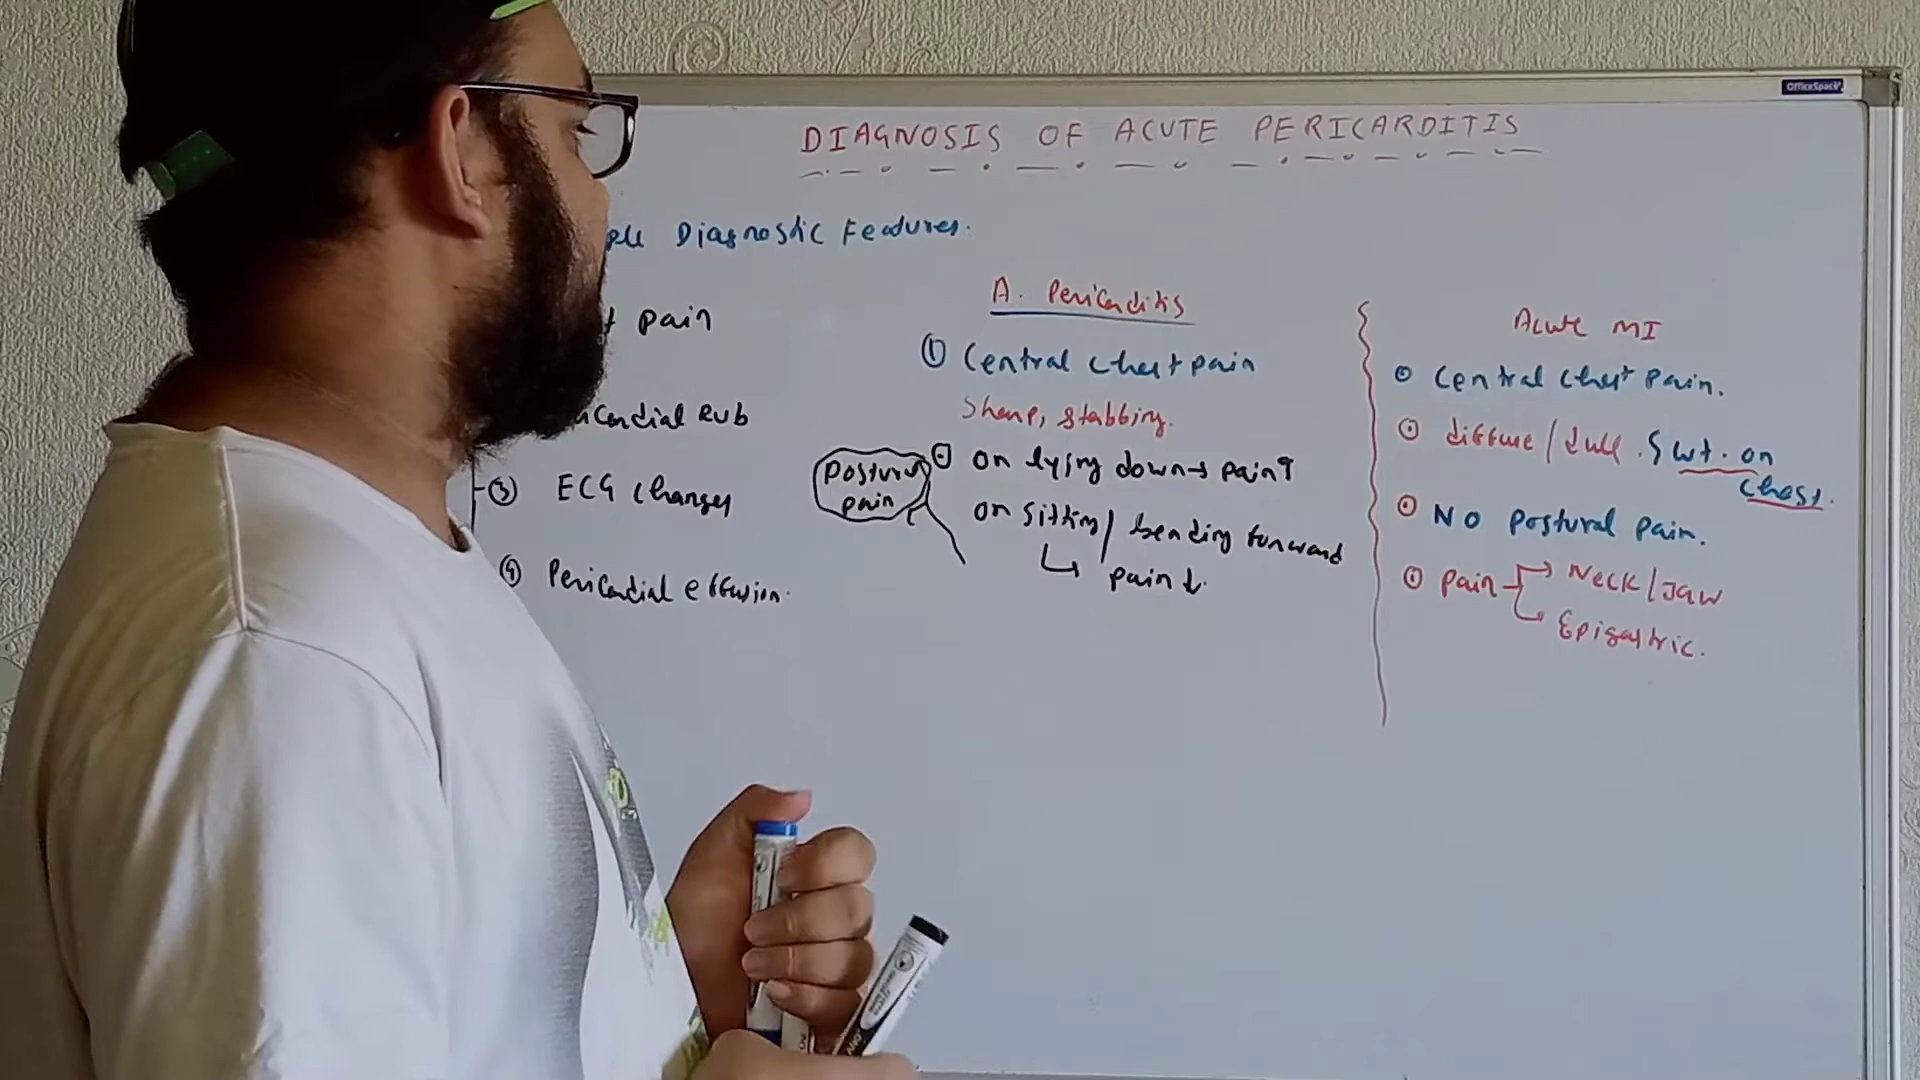 OfficeSpace
DIAGNOSIS OF ACUTE PERICARDITIS
Diagnostic Features.
pain
Rub
③ ECG Changes
④ Pericardial effusion.
A. Pericarditis
① Central Chest pain
Sharp, stabbing.
Postural
pain
on lying down → pain↑
on sitting/ bending forward
↳ pain ↓.
Acute MI
⊙ Central Chest Pain.
⊙ diffuse / dull. § wt. on
chest.
⊙ NO Postural Pain.
⊙ Pain → Neck/Jaw
↳ Epigastric.